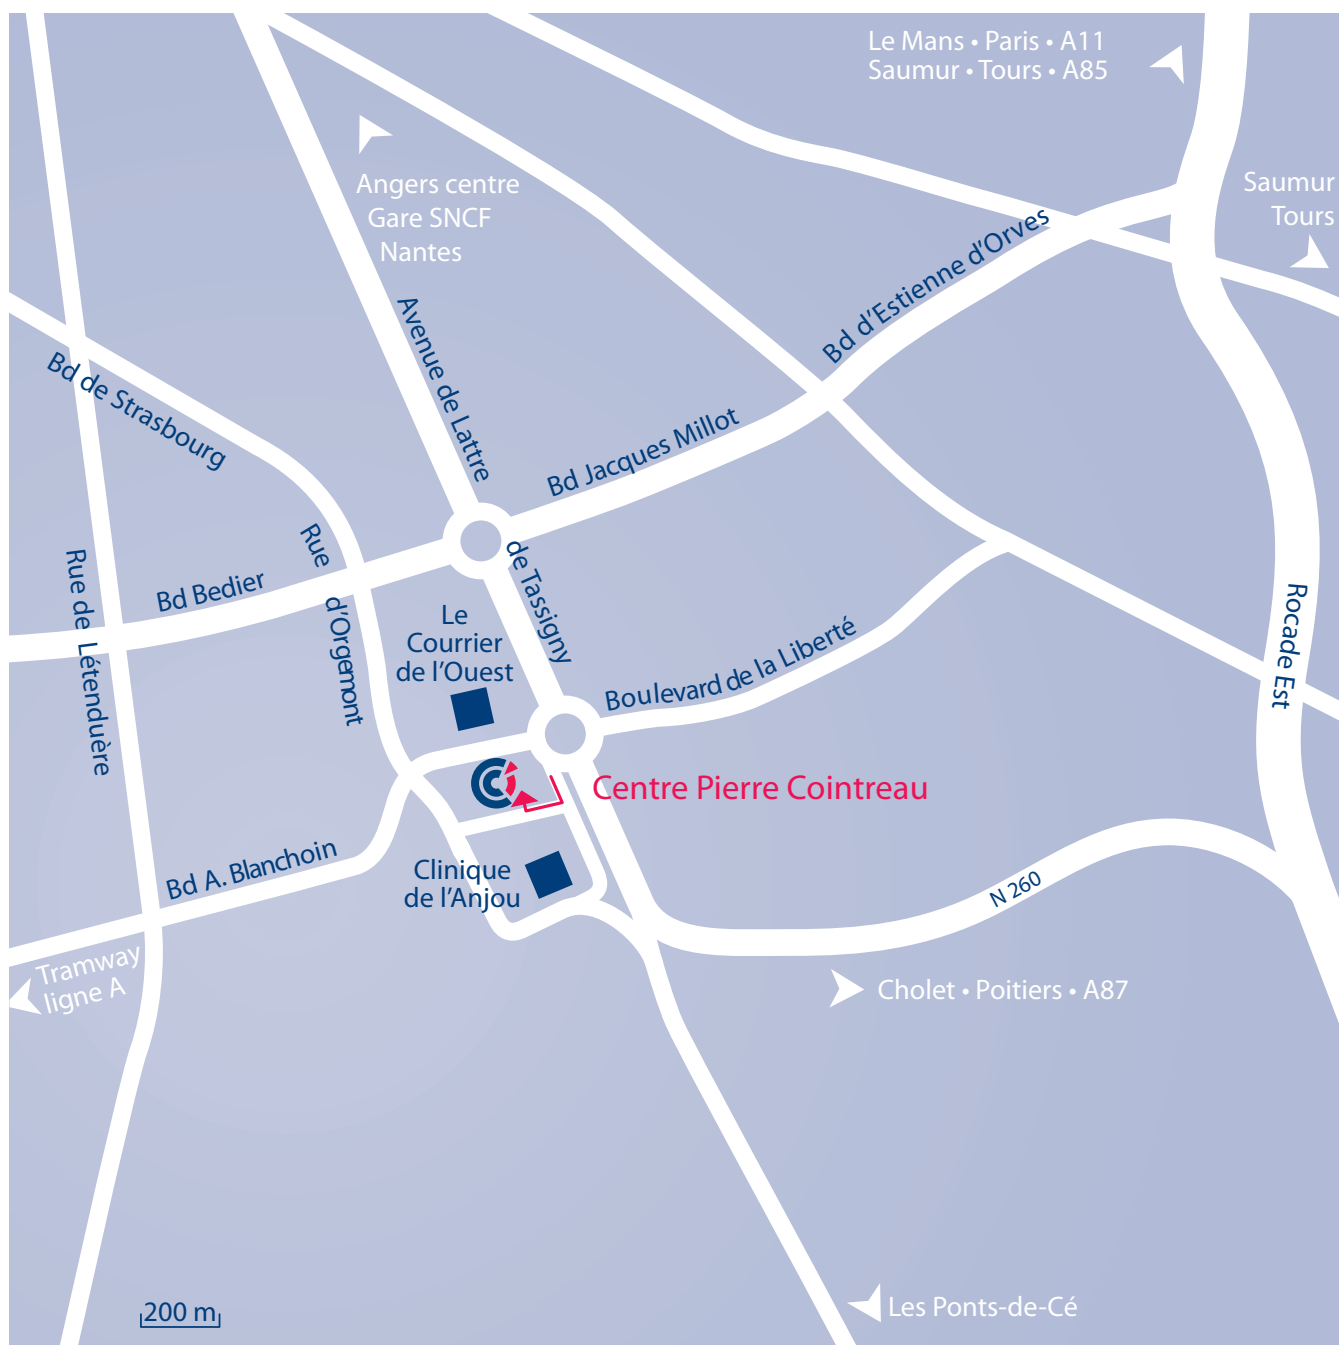 Le Mans • Paris • A11
Saumur • Tours • A85
Angers centre
Gare SNCF
Nantes
Saumur
Tours
Avenue de Lattre
de Tassigny
Bd d'Estienne d'Orves
Bd de Strasbourg
Bd Jacques Millot
Rue d'Orgemont
Rue de Létenduère
Bd Bedier
Le
Courrier
de l'Ouest
Boulevard de la Liberté
Rocade Est
Centre Pierre Cointreau
Bd A. Blanchoin
Clinique
de l'Anjou
N 260
Tramway
ligne A
Cholet • Poitiers • A87
Les Ponts-de-Cé
200 m